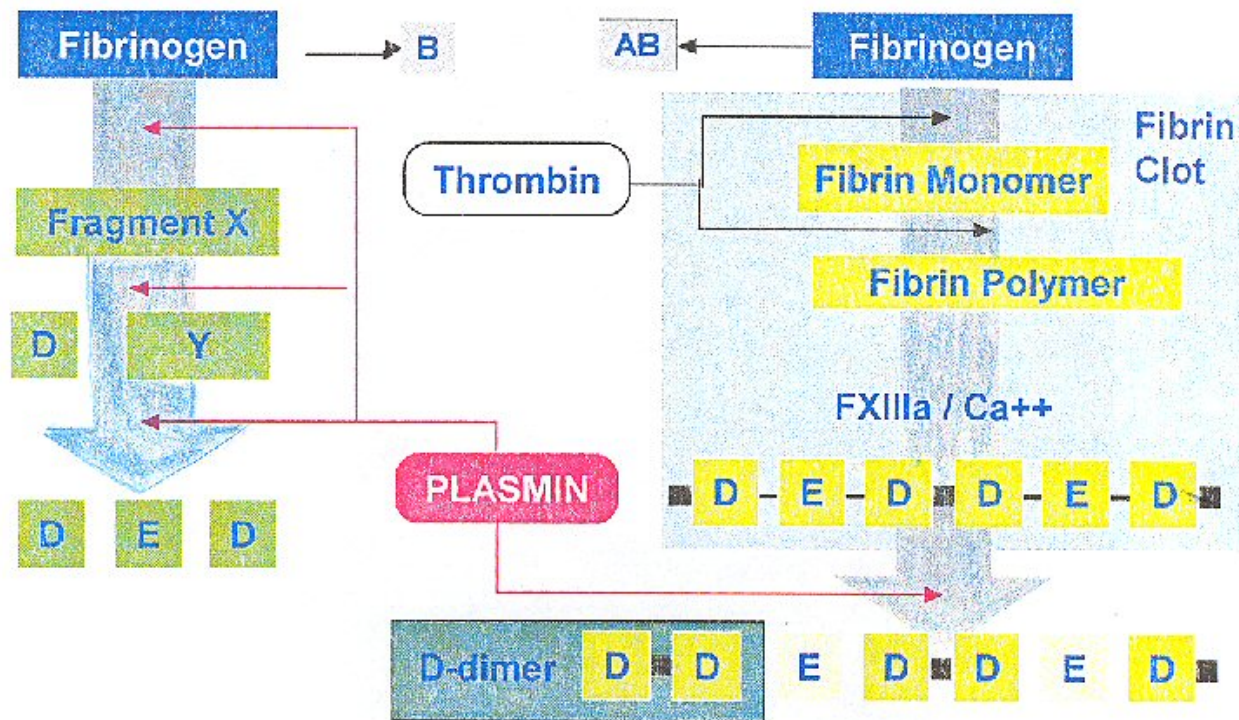 Fibrinogen
B
AB
Fibrinogen
Fibrin
Clot
Thrombin
Fibrin Monomer
Fragment X
Fibrin Polymer
D
Y
FXIIIa / Ca++
PLASMIN
D E D D E D
D E D
D-dimer D D E D D E D